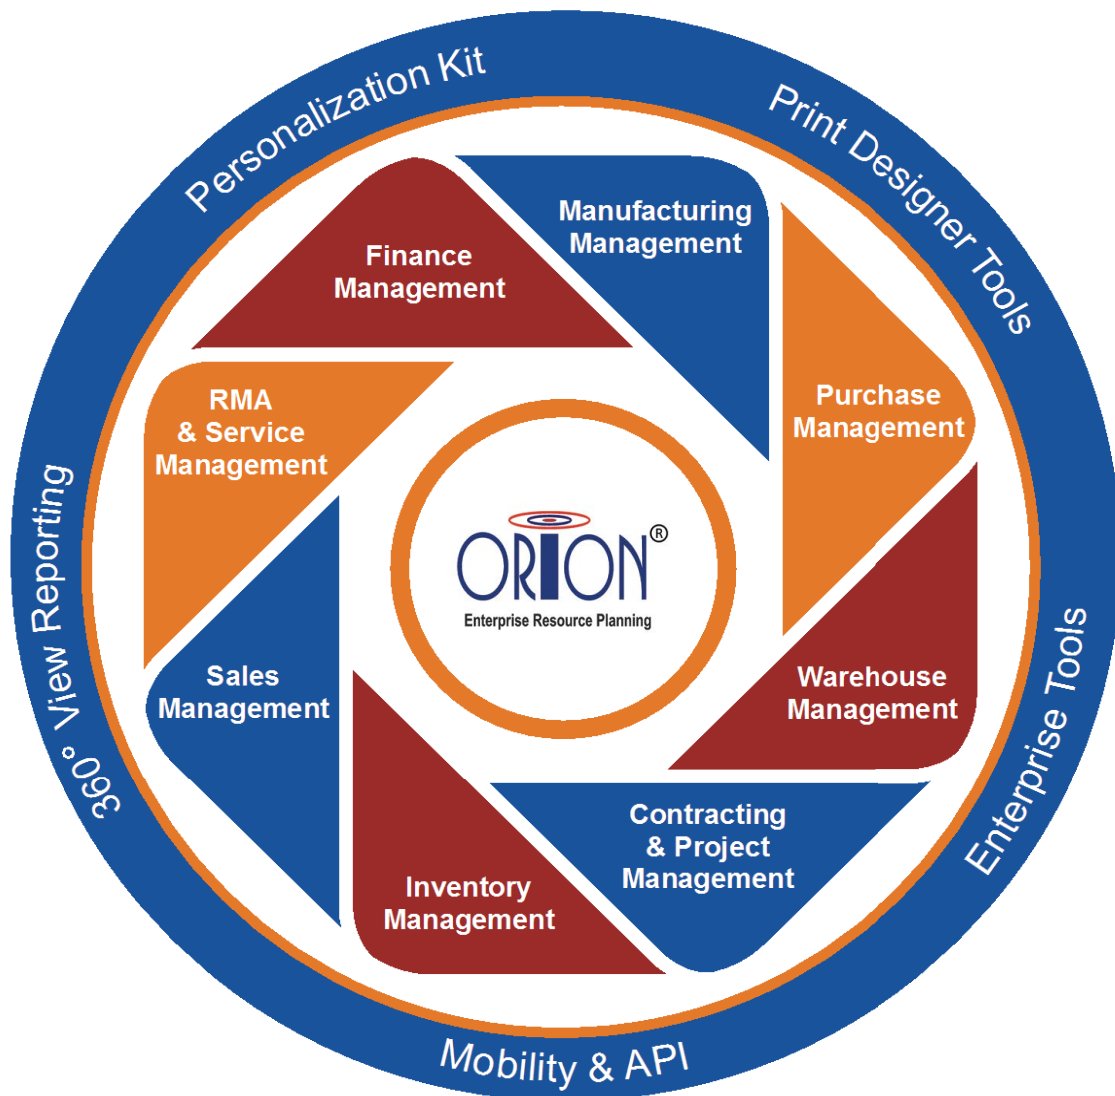 Personalization Kit
Print Designer Tools
Enterprise Tools
Mobility & API
360° View Reporting
Finance
Management
Manufacturing
Management
Purchase
Management
Warehouse
Management
Contracting
& Project
Management
Inventory
Management
Sales
Management
RMA
& Service
Management
ORION®
Enterprise Resource Planning